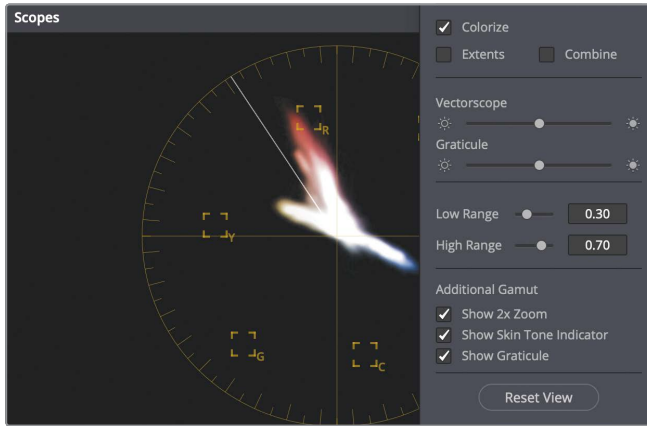 Scopes
Colorize
Extents Combine
Vectorscope
Graticule
Low Range 0.30
High Range 0.70
Additional Gamut
Show 2x Zoom
Show Skin Tone Indicator
Show Graticule
Reset View
R
Y
G
C